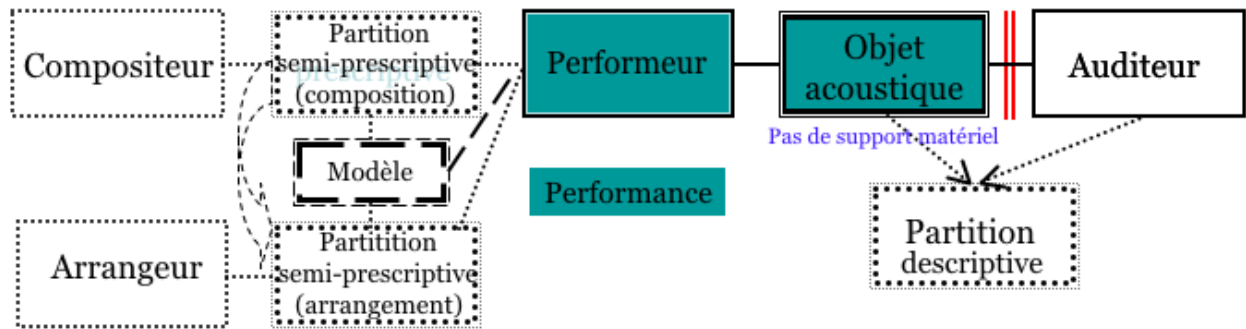 Compositeur
Partition
semi-prescriptive
prescriptive
(composition)
Performeur
Objet
acoustique
Auditeur
Pas de support matériel
Modèle
Performance
Arrangeur
Partitition
semi-prescriptive
(arrangement)
Partition
descriptive